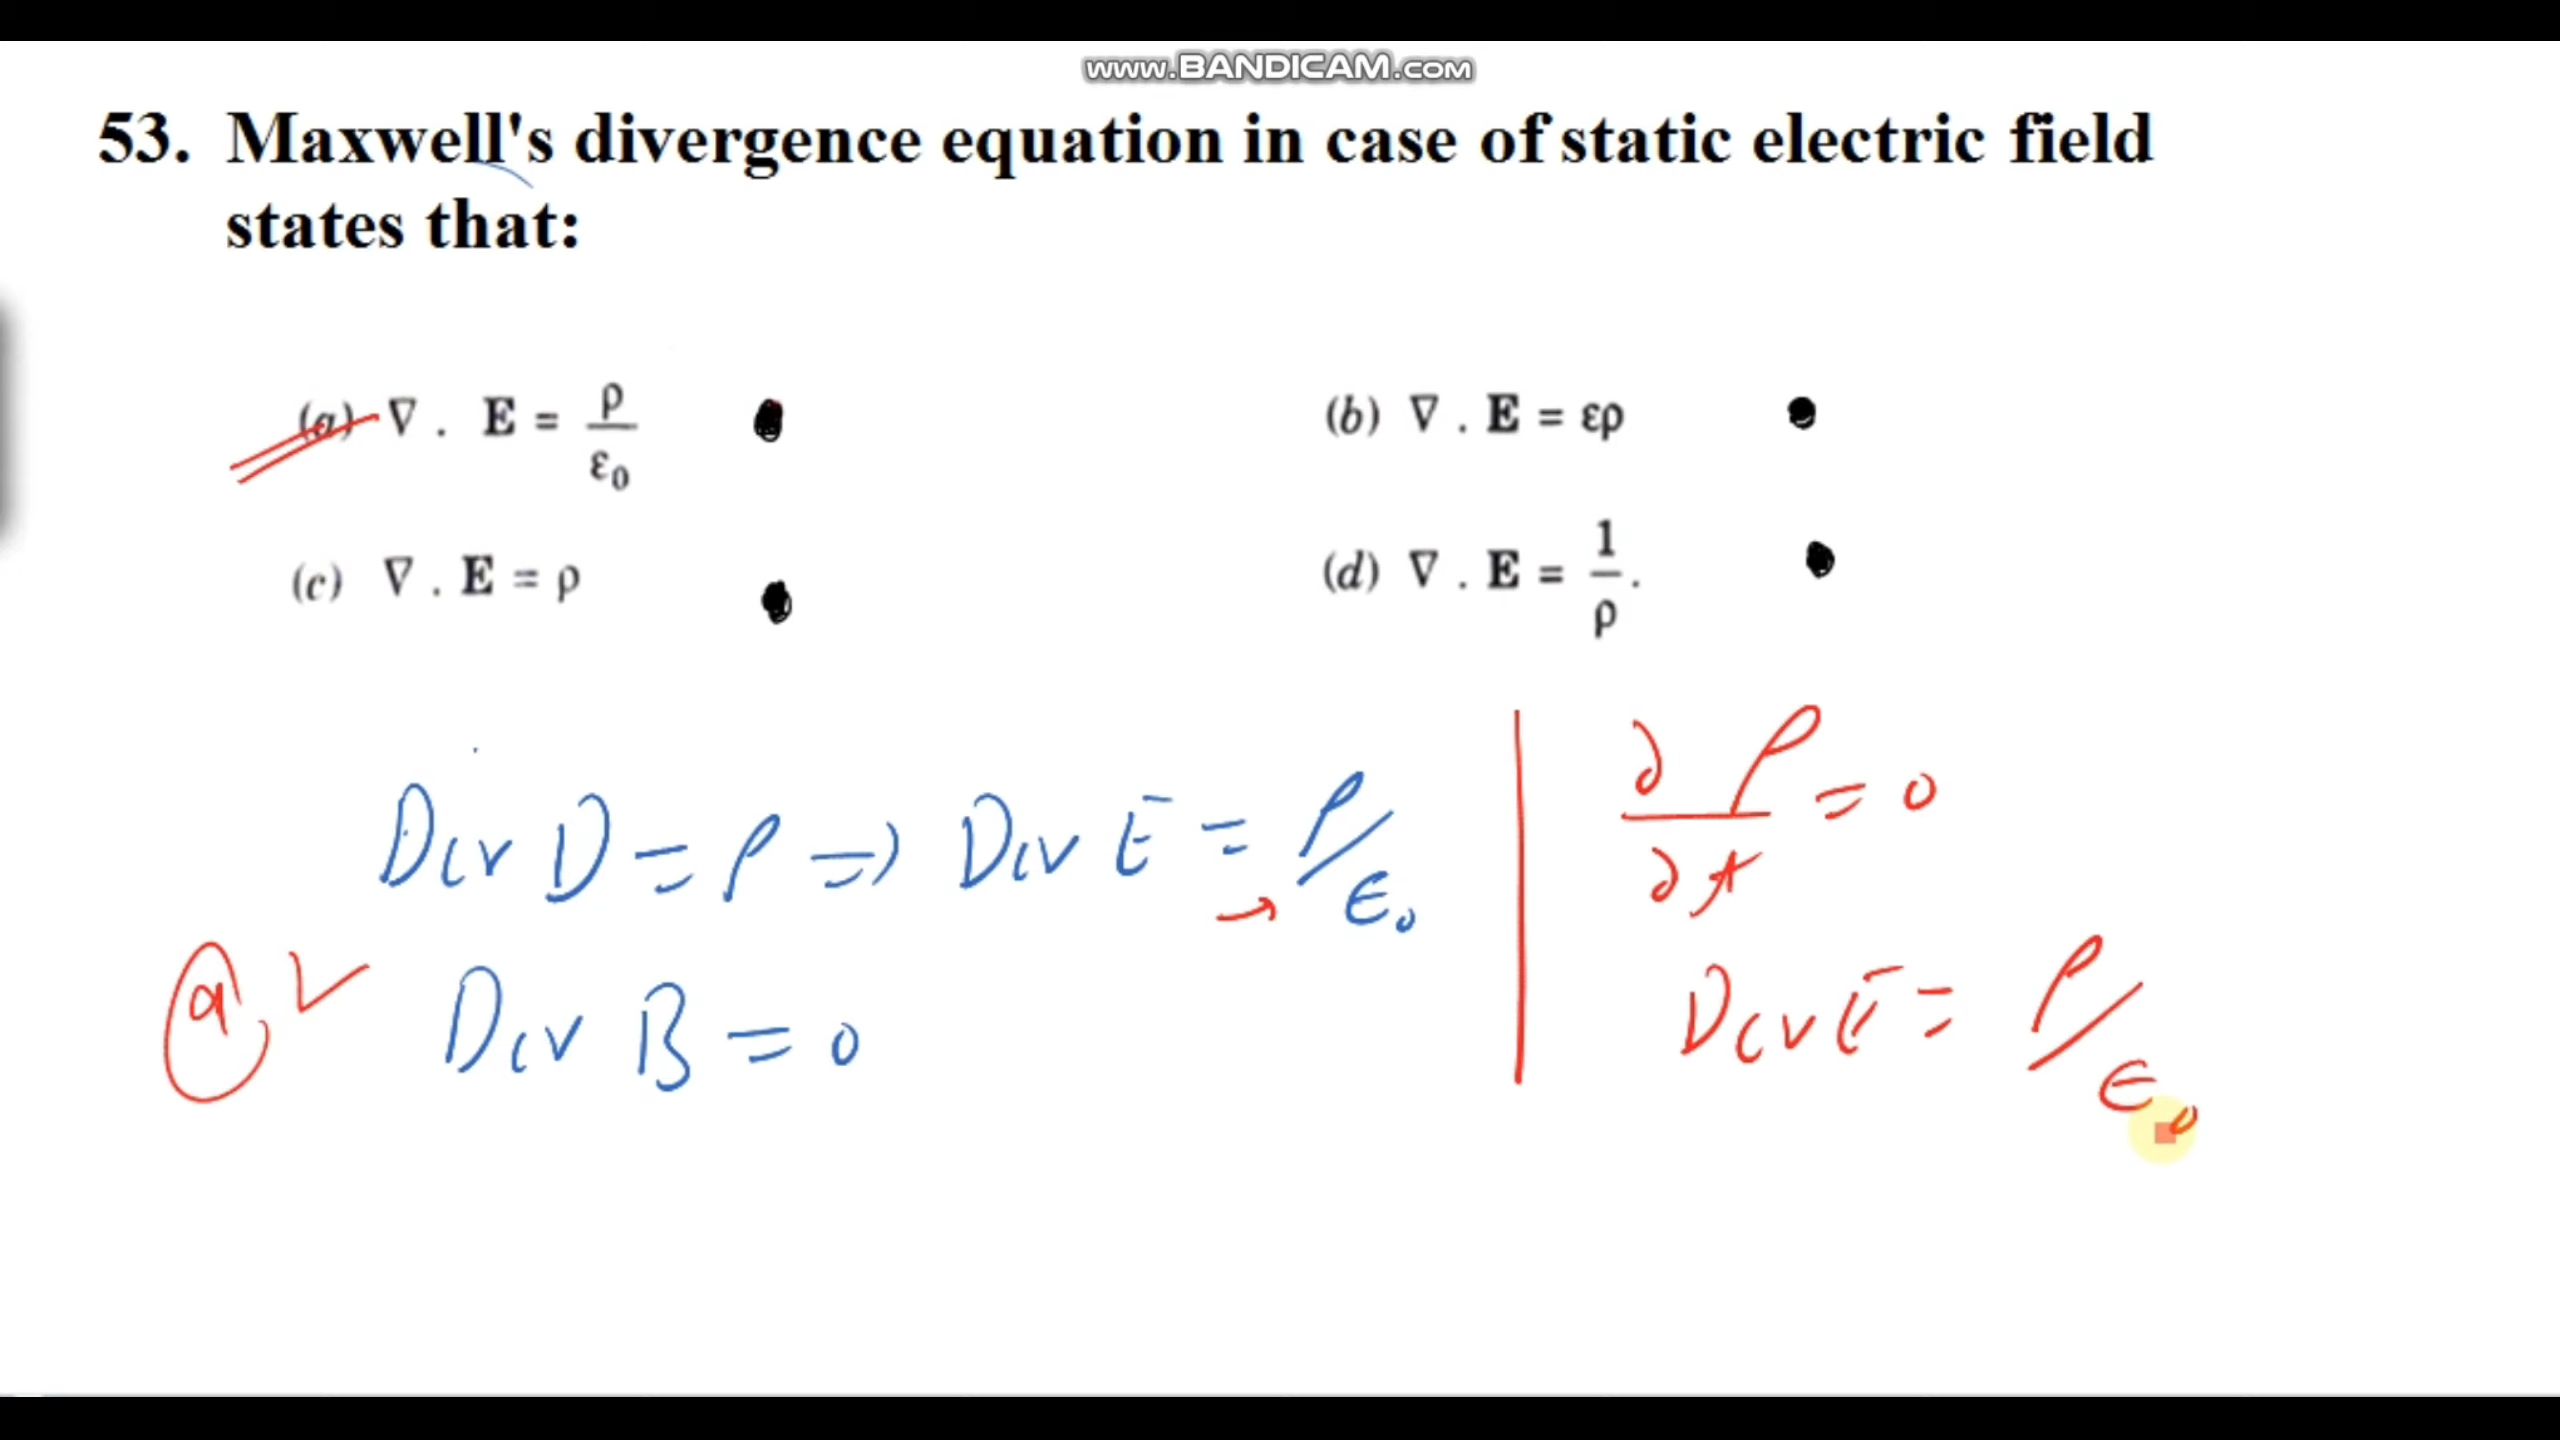 www.BANDICAM.com
53. Maxwell's divergence equation in case of static electric field
states that:
(a) ∇ . E = ρ/ε₀
(b) ∇ . E = ερ
(c) ∇ . E = ρ
(d) ∇ . E = 1/ρ.
Div D = ρ ⇒ Div E = ρ/ε₀
∂ρ/∂t = 0
a,
Div B = 0
Div E = ρ/ε₀